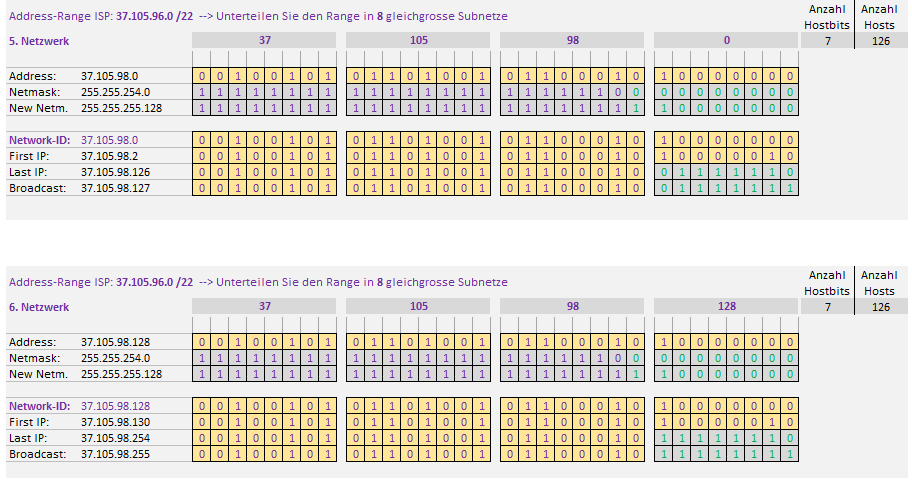 Address-Range ISP: 37.105.96.0 /22 --> Unterteilen Sie den Range in 8 gleichgrosse Subnetze Anzahl Hostbits Anzahl Hosts
5. Netzwerk 37 105 98 0 7 126
Address: 37.105.98.0 0 0 1 0 0 1 0 1 0 1 1 0 1 0 0 1 0 1 1 0 0 0 1 0 1 0 0 0 0 0 0 0
Netmask: 255.255.254.0 1 1 1 1 1 1 1 1 1 1 1 1 1 1 1 1 1 1 1 1 1 1 0 0 0 0 0 0 0 0 0 0
New Netm. 255.255.255.128 1 1 1 1 1 1 1 1 1 1 1 1 1 1 1 1 1 1 1 1 1 1 1 1 1 0 0 0 0 0 0 0
Network-ID: 37.105.98.0 0 0 1 0 0 1 0 1 0 1 1 0 1 0 0 1 0 1 1 0 0 0 1 0 1 0 0 0 0 0 0 0
First IP: 37.105.98.2 0 0 1 0 0 1 0 1 0 1 1 0 1 0 0 1 0 1 1 0 0 0 1 0 1 0 0 0 0 0 1 0
Last IP: 37.105.98.126 0 0 1 0 0 1 0 1 0 1 1 0 1 0 0 1 0 1 1 0 0 0 1 0 0 1 1 1 1 1 1 0
Broadcast: 37.105.98.127 0 0 1 0 0 1 0 1 0 1 1 0 1 0 0 1 0 1 1 0 0 0 1 0 0 1 1 1 1 1 1 1
Address-Range ISP: 37.105.96.0 /22 --> Unterteilen Sie den Range in 8 gleichgrosse Subnetze Anzahl Hostbits Anzahl Hosts
6. Netzwerk 37 105 98 128 7 126
Address: 37.105.98.128 0 0 1 0 0 1 0 1 0 1 1 0 1 0 0 1 0 1 1 0 0 0 1 0 1 0 0 0 0 0 0 0
Netmask: 255.255.254.0 1 1 1 1 1 1 1 1 1 1 1 1 1 1 1 1 1 1 1 1 1 1 0 0 0 0 0 0 0 0 0 0
New Netm. 255.255.255.128 1 1 1 1 1 1 1 1 1 1 1 1 1 1 1 1 1 1 1 1 1 1 1 1 1 0 0 0 0 0 0 0
Network-ID: 37.105.98.128 0 0 1 0 0 1 0 1 0 1 1 0 1 0 0 1 0 1 1 0 0 0 1 0 1 0 0 0 0 0 0 0
First IP: 37.105.98.130 0 0 1 0 0 1 0 1 0 1 1 0 1 0 0 1 0 1 1 0 0 0 1 0 1 0 0 0 0 0 1 0
Last IP: 37.105.98.254 0 0 1 0 0 1 0 1 0 1 1 0 1 0 0 1 0 1 1 0 0 0 1 0 1 1 1 1 1 1 1 0
Broadcast: 37.105.98.255 0 0 1 0 0 1 0 1 0 1 1 0 1 0 0 1 0 1 1 0 0 0 1 0 1 1 1 1 1 1 1 1